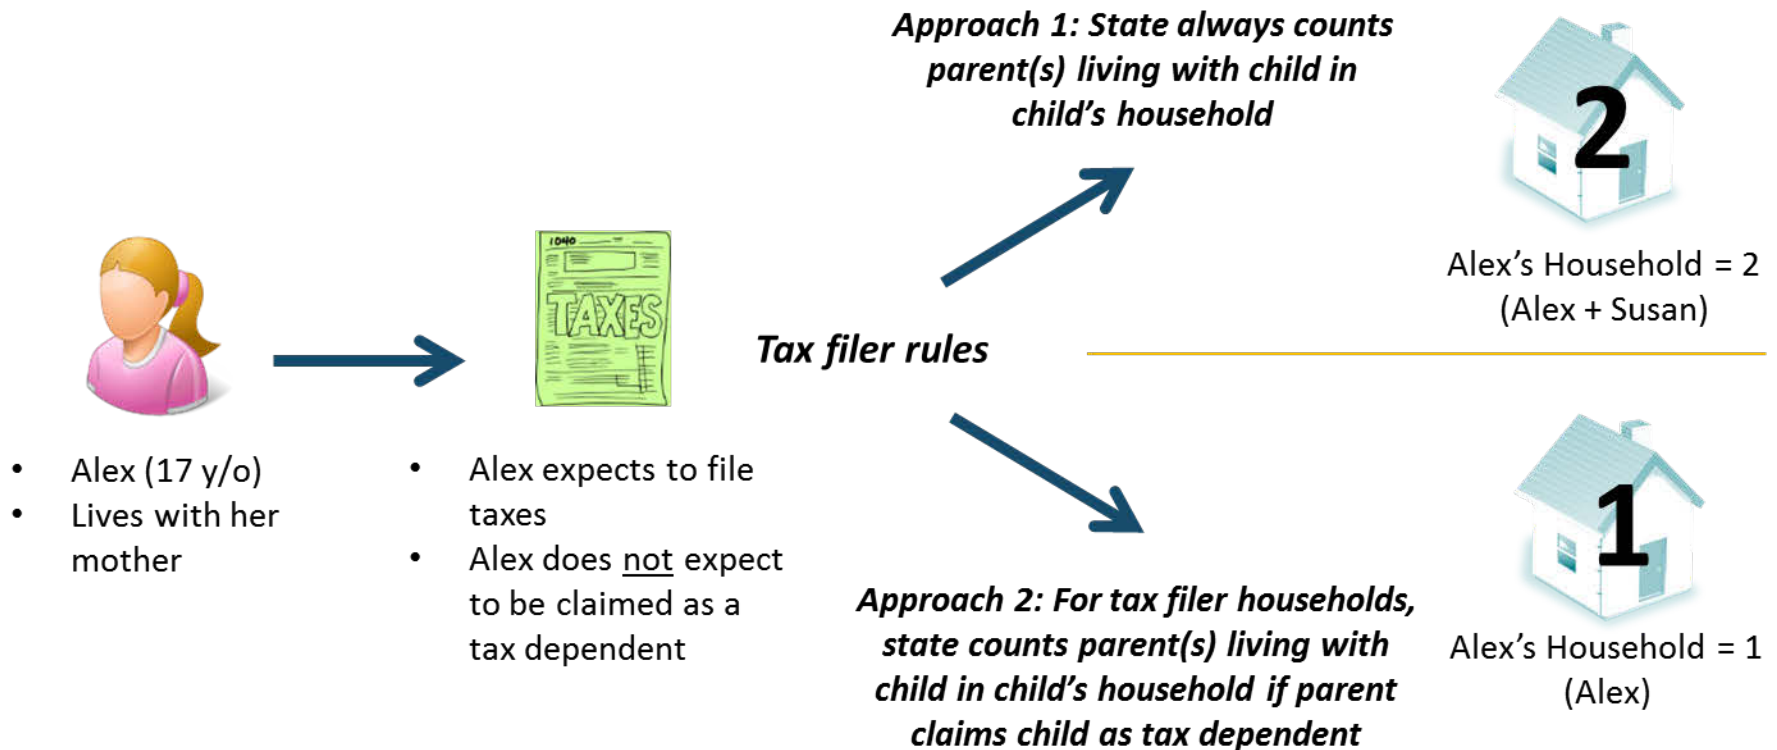 Approach 1: State always counts
parent(s) living with child in
child's household
2
Alex's Household = 2
(Alex + Susan)
1040
TAXES
Tax filer rules
• Alex (17 y/o)
• Lives with her
mother
• Alex expects to file
taxes
• Alex does not expect
to be claimed as a
tax dependent
Approach 2: For tax filer households,
state counts parent(s) living with
child in child's household if parent
claims child as tax dependent
1
Alex's Household = 1
(Alex)